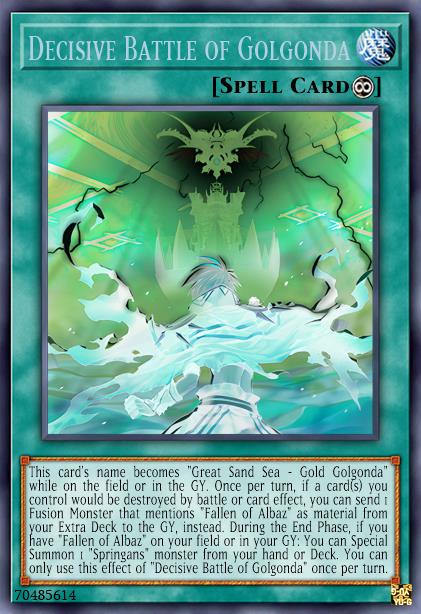 Decisive Battle of Golgonda
魔
[Spell Card]
This card's name becomes "Great Sand Sea - Gold Golgonda"
while on the field or in the GY. Once per turn, if a card(s) you
control would be destroyed by battle or card effect, you can send 1
Fusion Monster that mentions "Fallen of Albaz" as material from
your Extra Deck to the GY, instead. During the End Phase, if you
have "Fallen of Albaz" on your field or in your GY: You can Special
Summon 1 "Springans" monster from your hand or Deck. You can
only use this effect of "Decisive Battle of Golgonda" once per turn.
70485614